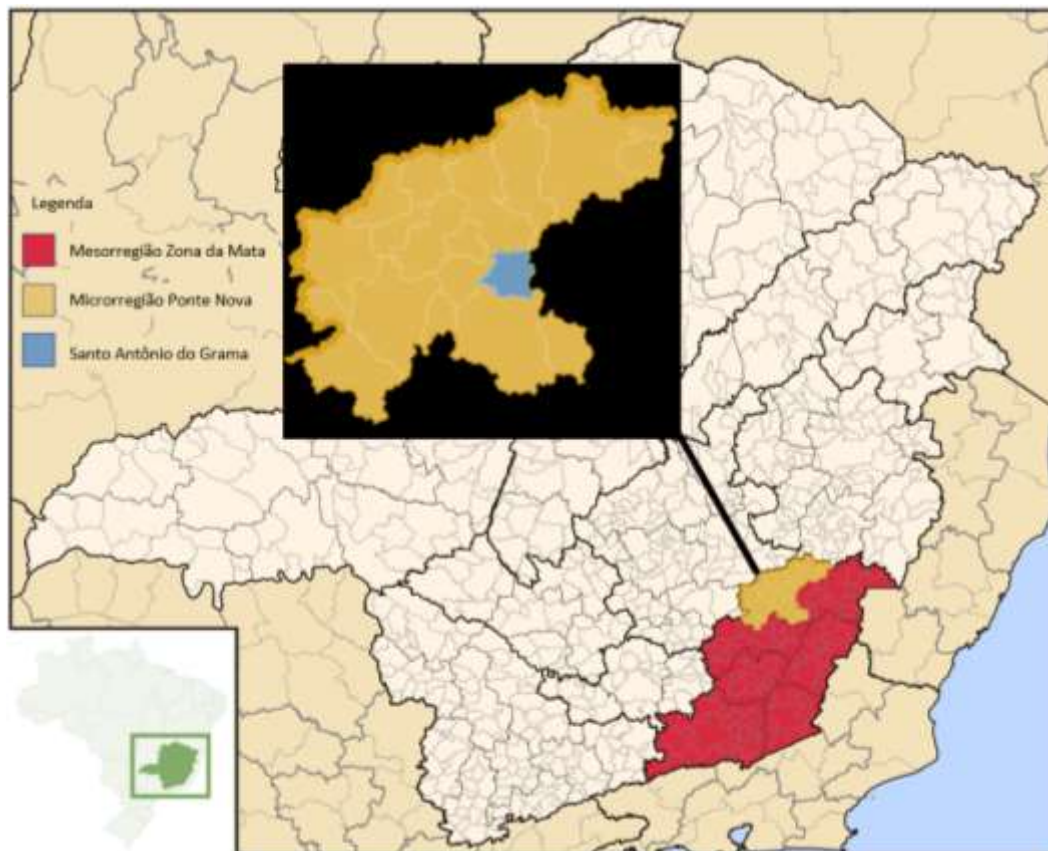 Legenda
Mesorregião Zona da Mata
Microrregião Ponte Nova
Santo Antônio do Grama